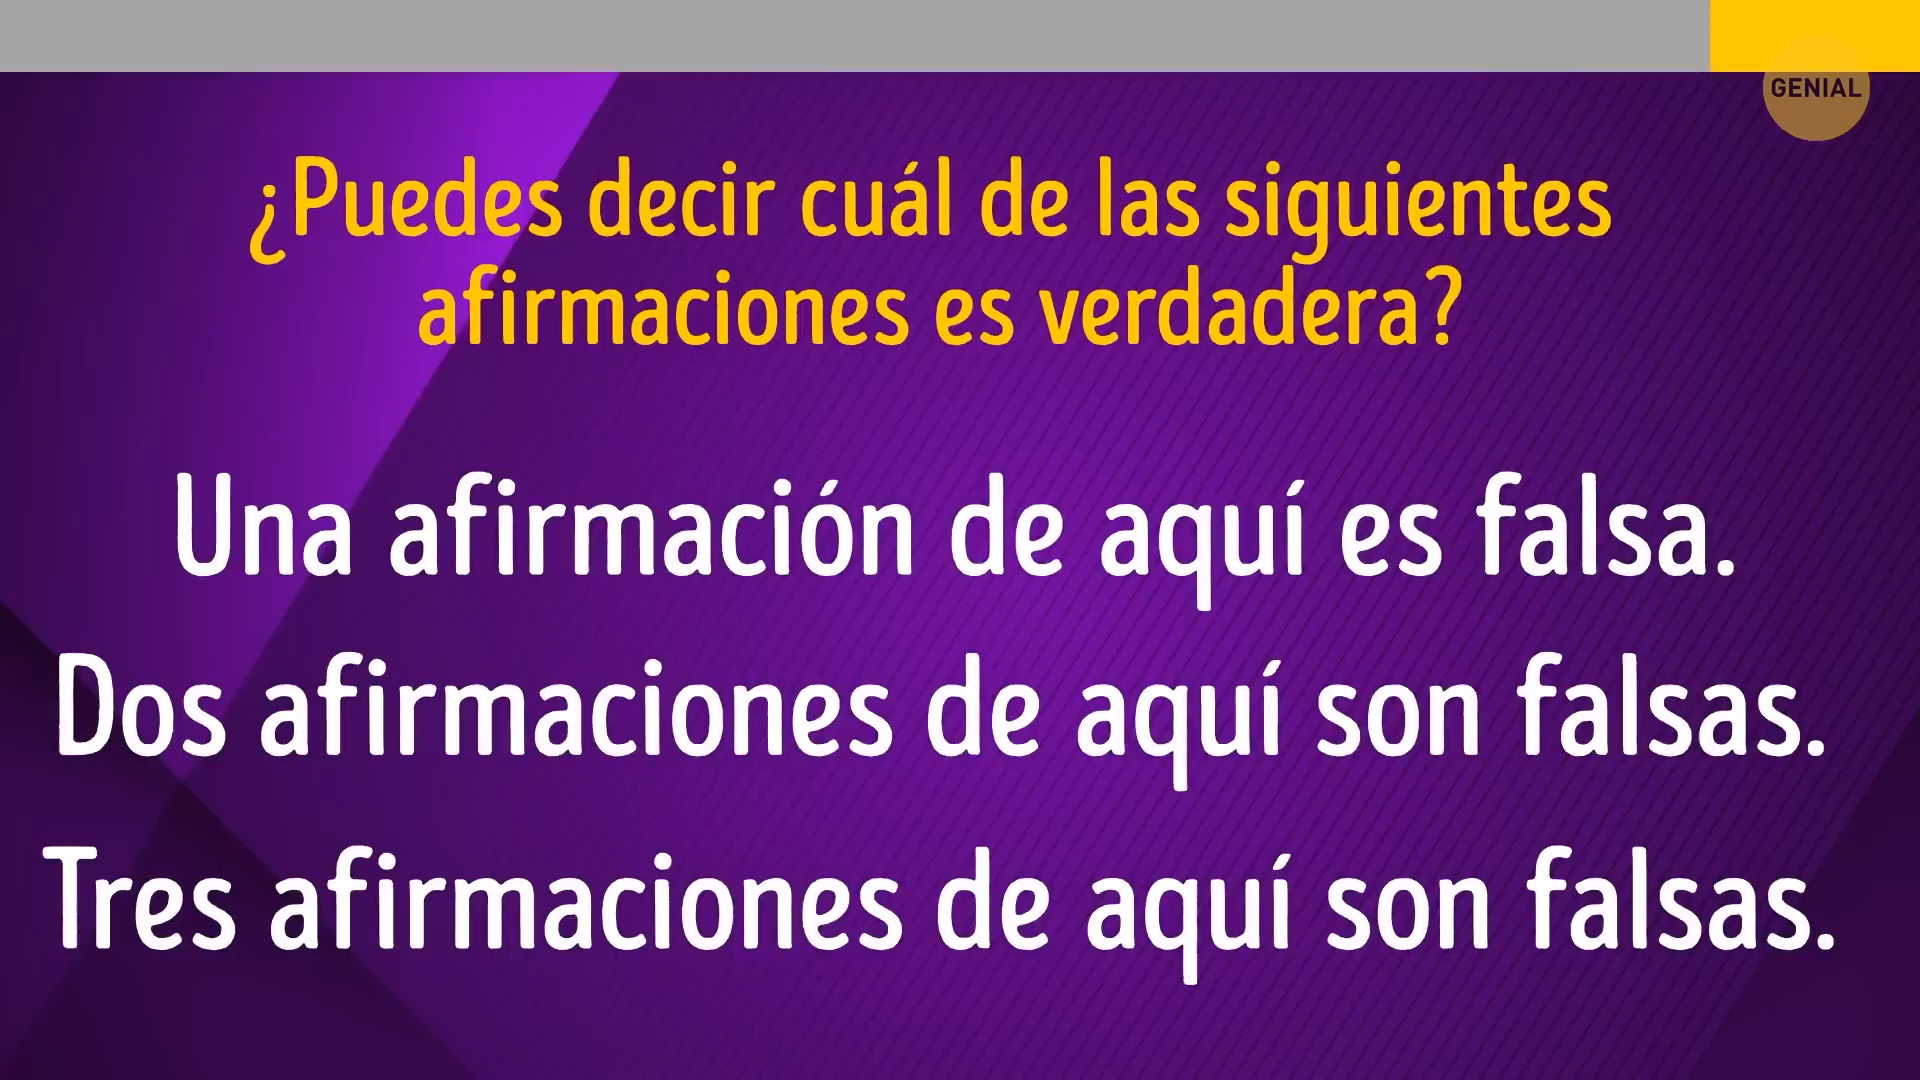 GENIAL
¿Puedes decir cuál de las siguientes
afirmaciones es verdadera?
Una afirmación de aquí es falsa.
Dos afirmaciones de aquí son falsas.
Tres afirmaciones de aquí son falsas.